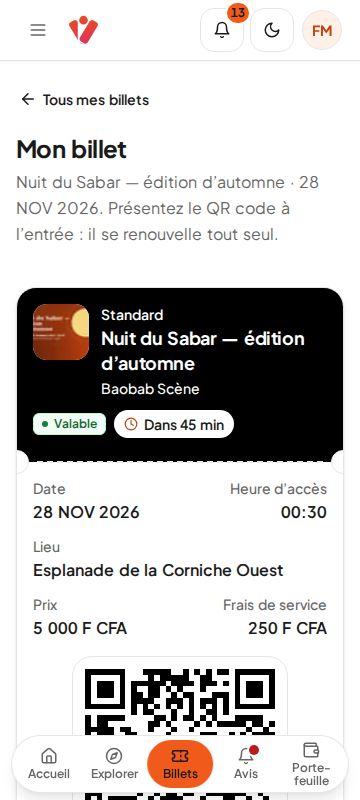 13
FM
Tous mes billets
Mon billet
Nuit du Sabar — édition d’automne · 28
NOV 2026. Présentez le QR code à
l’entrée : il se renouvelle tout seul.
Standard
Nuit du Sabar — édition
d’automne
Baobab Scène
Valable
Dans 45 min
Date
Heure d’accès
28 NOV 2026
00:30
Lieu
Esplanade de la Corniche Ouest
Prix
Frais de service
5 000 F CFA
250 F CFA
Accueil
Explorer
Billets
Avis
Porte-
feuille